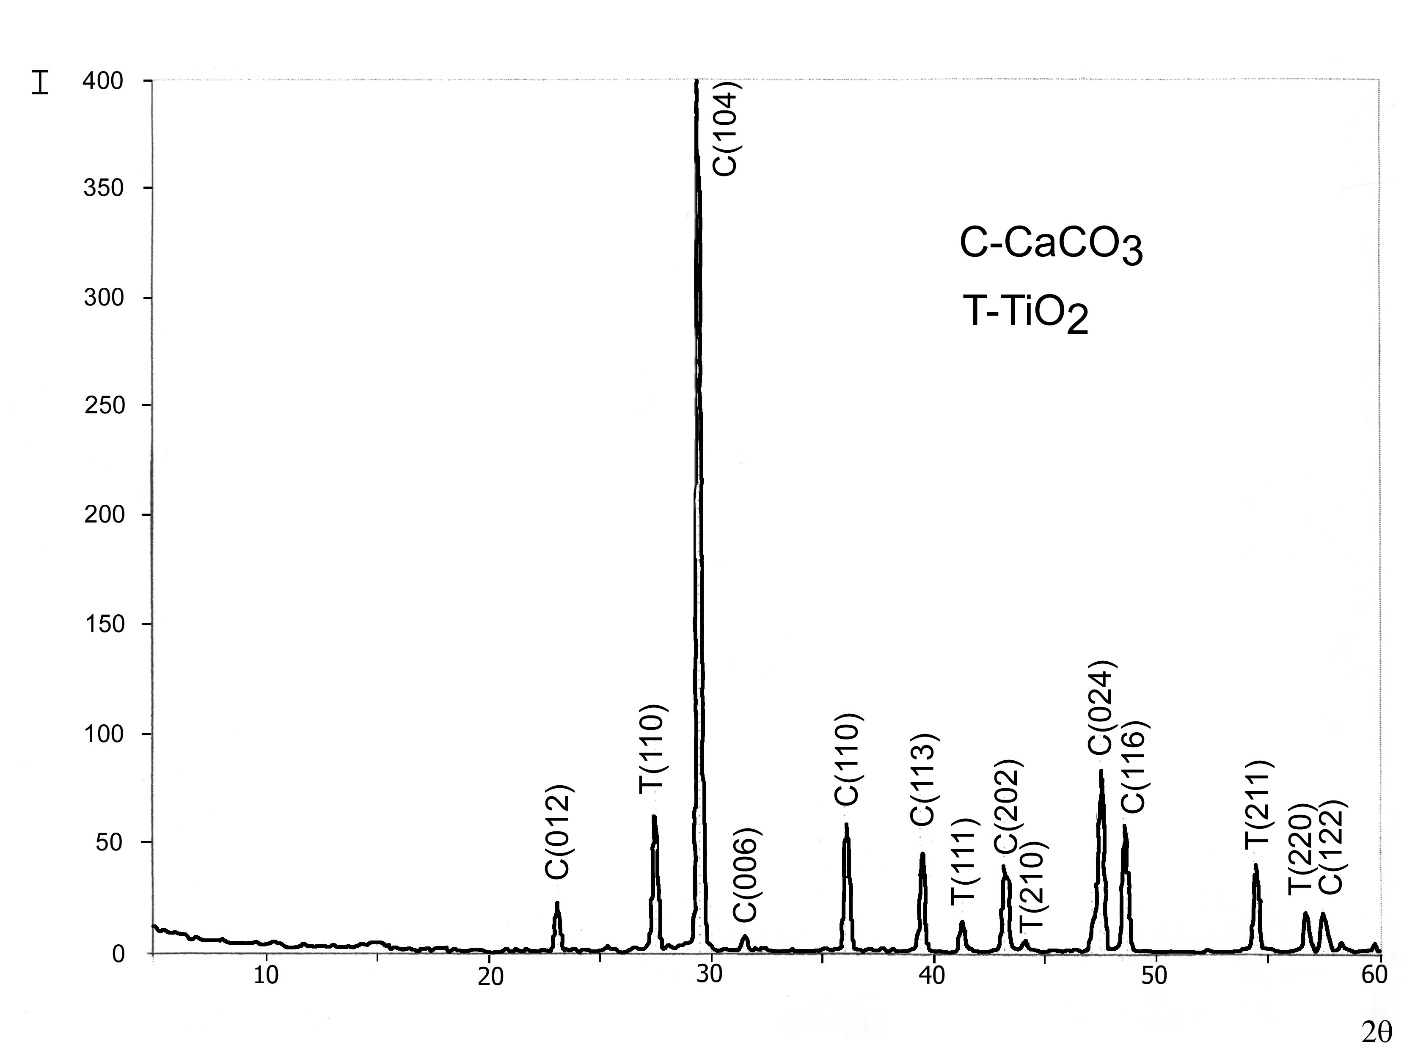 I
400
350
300
250
200
150
100
50
0
C(104)
C-CaCO3
T-TiO2
C(012)
T(110)
C(006)
C(110)
C(113)
T(111)
C(202)
T(210)
C(024)
C(116)
T(211)
T(220)
C(122)
10
20
30
40
50
60
2θ